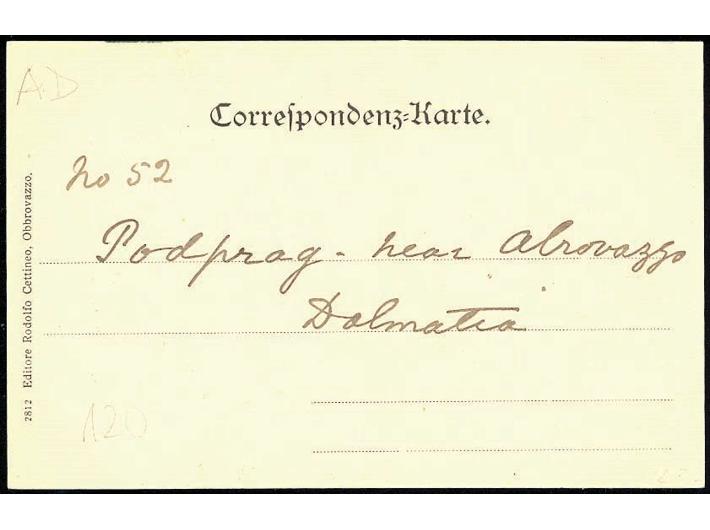 A.D
Correspondenz-Karte.
No 52
Podprag - near Obrovazzo
Dalmatia
120
2812 Editore Rodolfo Cettineo, Obbrovazzo.